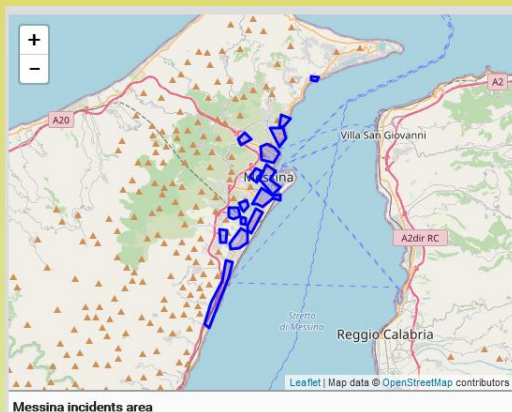 +
−
A20
A2
Villa San Giovanni
Messina
A2dir RC
Stretto
di Messina
Reggio Calabria
Leaflet | Map data © OpenStreetMap contributors
Messina incidents area